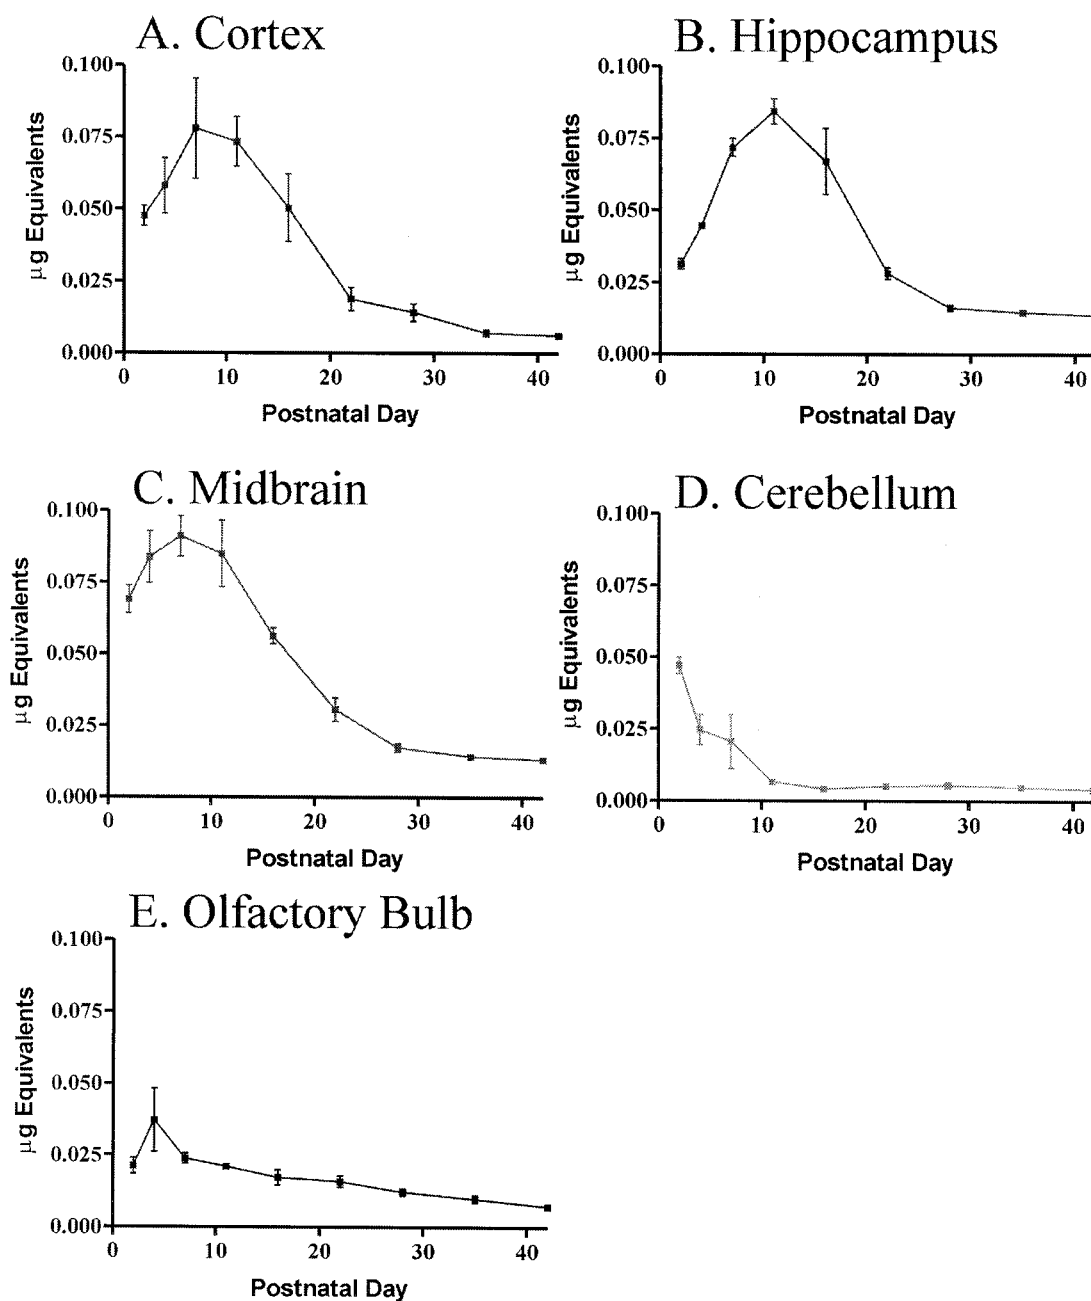 A. Cortex
0.100
0.075
0.050
0.025
0.000
μg Equivalents
0 10 20 30 40
Postnatal Day
B. Hippocampus
0.100
0.075
0.050
0.025
0.000
μg Equivalents
0 10 20 30 40
Postnatal Day
C. Midbrain
0.100
0.075
0.050
0.025
0.000
μg Equivalents
0 10 20 30 40
Postnatal Day
D. Cerebellum
0.100
0.075
0.050
0.025
0.000
μg Equivalents
0 10 20 30 40
Postnatal Day
E. Olfactory Bulb
0.100
0.075
0.050
0.025
0.000
μg Equivalents
0 10 20 30 40
Postnatal Day